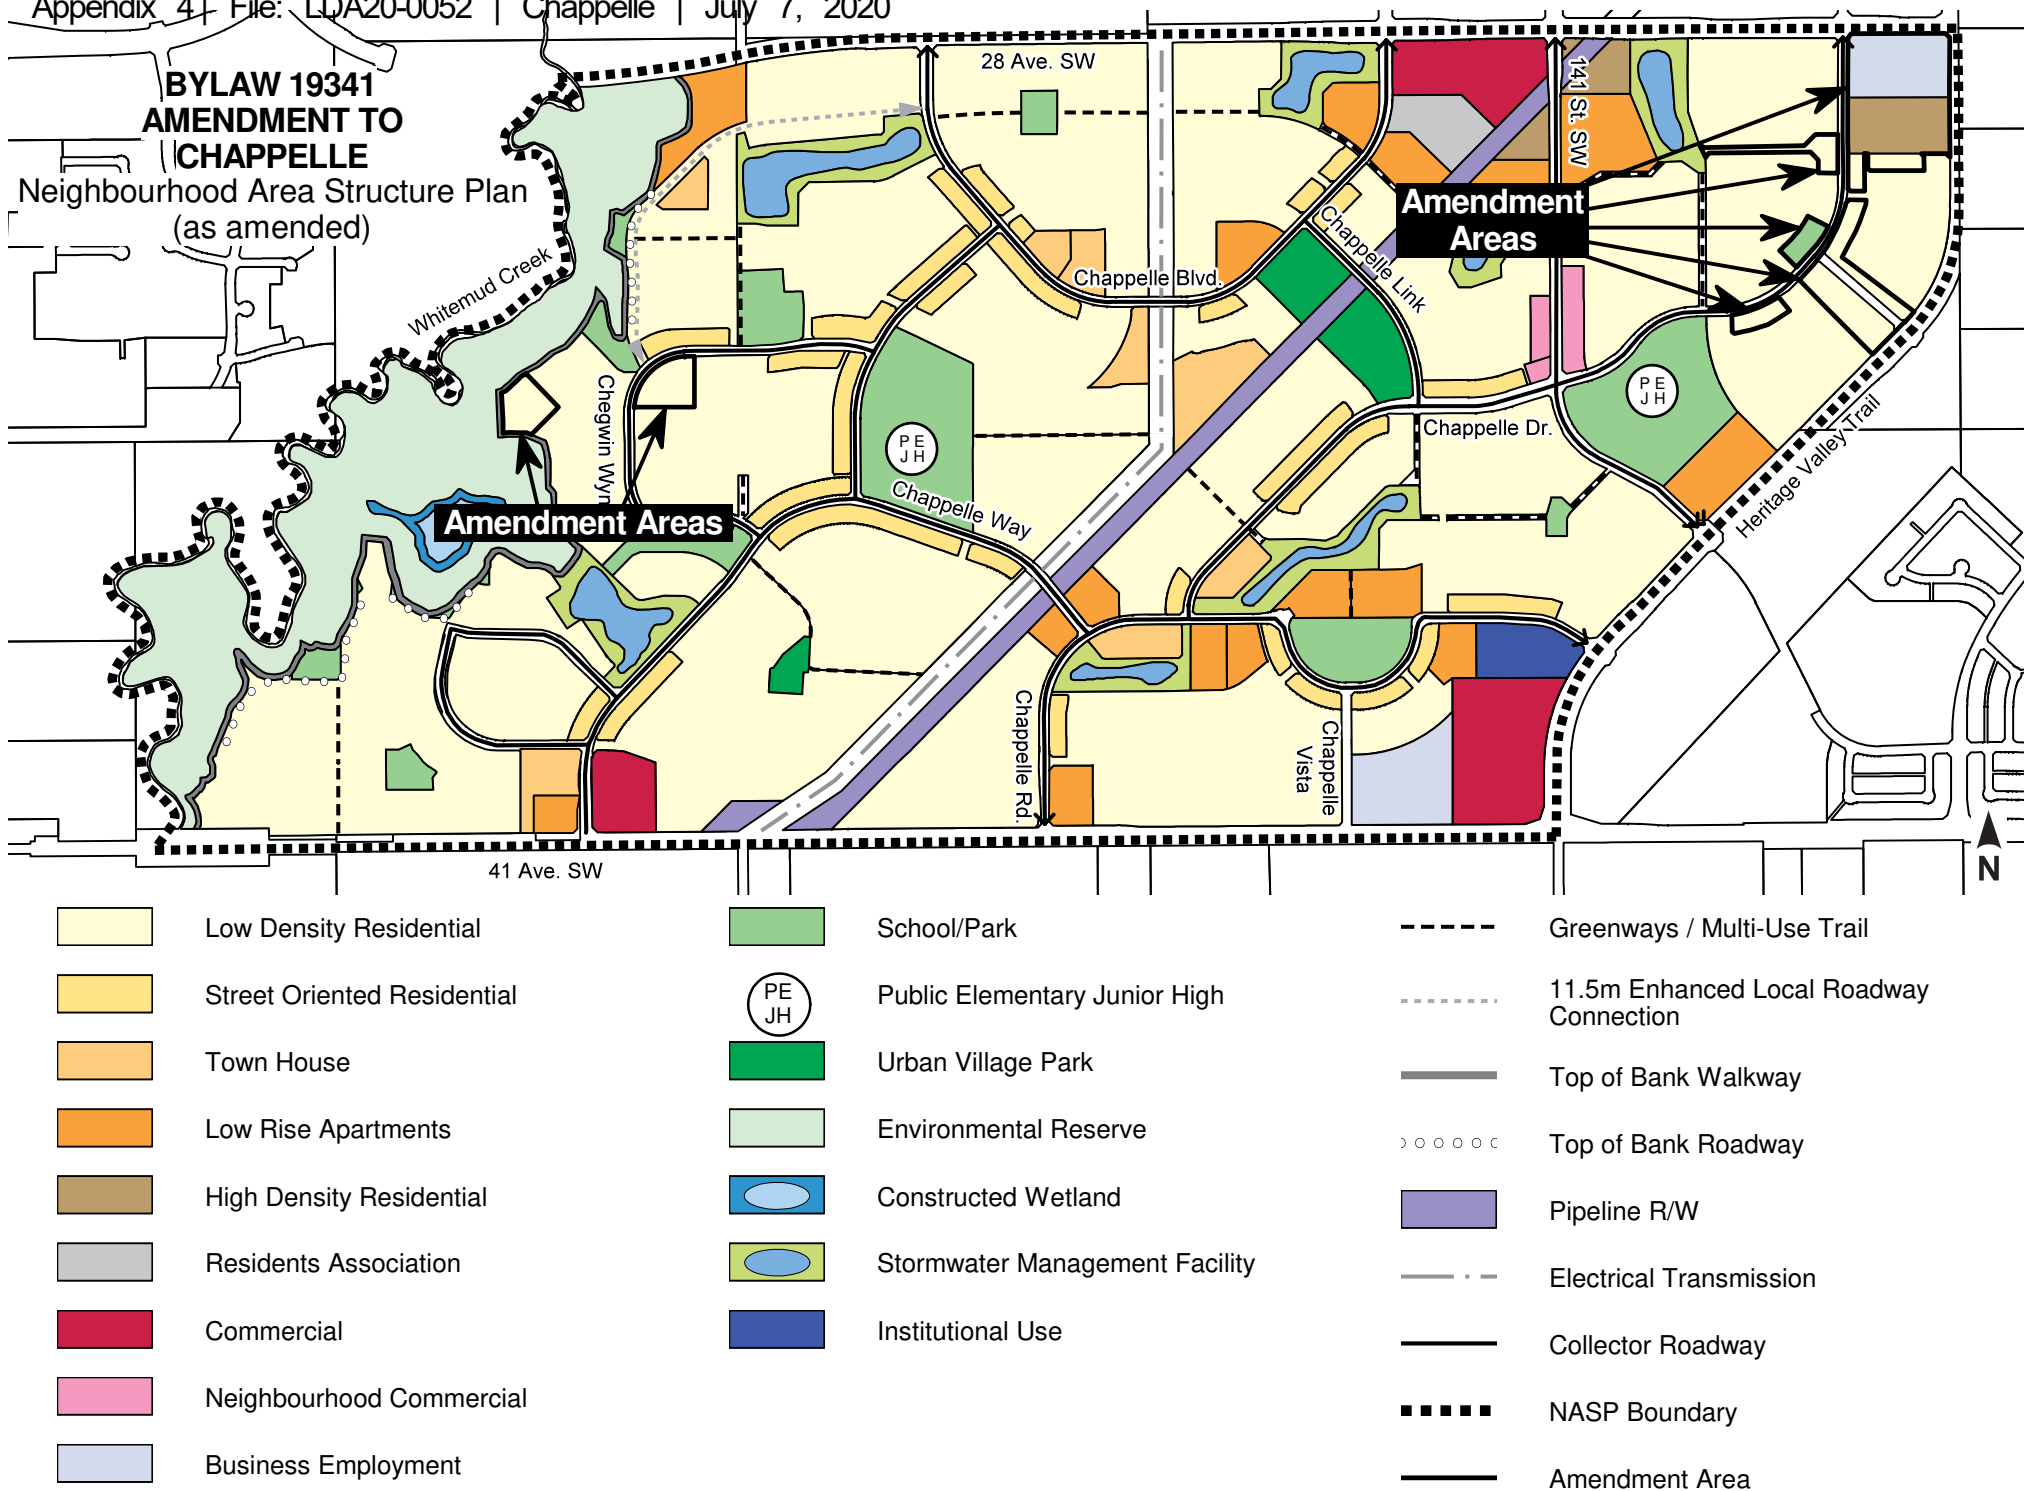 Appendix 4 | File: LDA20-0052 | Chappelle | July 7, 2020
BYLAW 19341
AMENDMENT TO
CHAPPELLE
Neighbourhood Area Structure Plan
(as amended)
28 Ave. SW
141 St. SW
Amendment
Areas
Whitemud Creek
Chappelle Blvd.
Chappelle Link
Chegwin Wyn
PE
JH
PE
JH
Chappelle Dr.
Chappelle Way
Heritage Valley Trail
Amendment Areas
Chappelle Rd.
Chappelle
Vista
41 Ave. SW
N
Low Density Residential
Street Oriented Residential
Town House
Low Rise Apartments
High Density Residential
Residents Association
Commercial
Neighbourhood Commercial
Business Employment
School/Park
PE
JH
Public Elementary Junior High
Urban Village Park
Environmental Reserve
Constructed Wetland
Stormwater Management Facility
Institutional Use
Greenways / Multi-Use Trail
11.5m Enhanced Local Roadway
Connection
Top of Bank Walkway
Top of Bank Roadway
Pipeline R/W
Electrical Transmission
Collector Roadway
NASP Boundary
Amendment Area